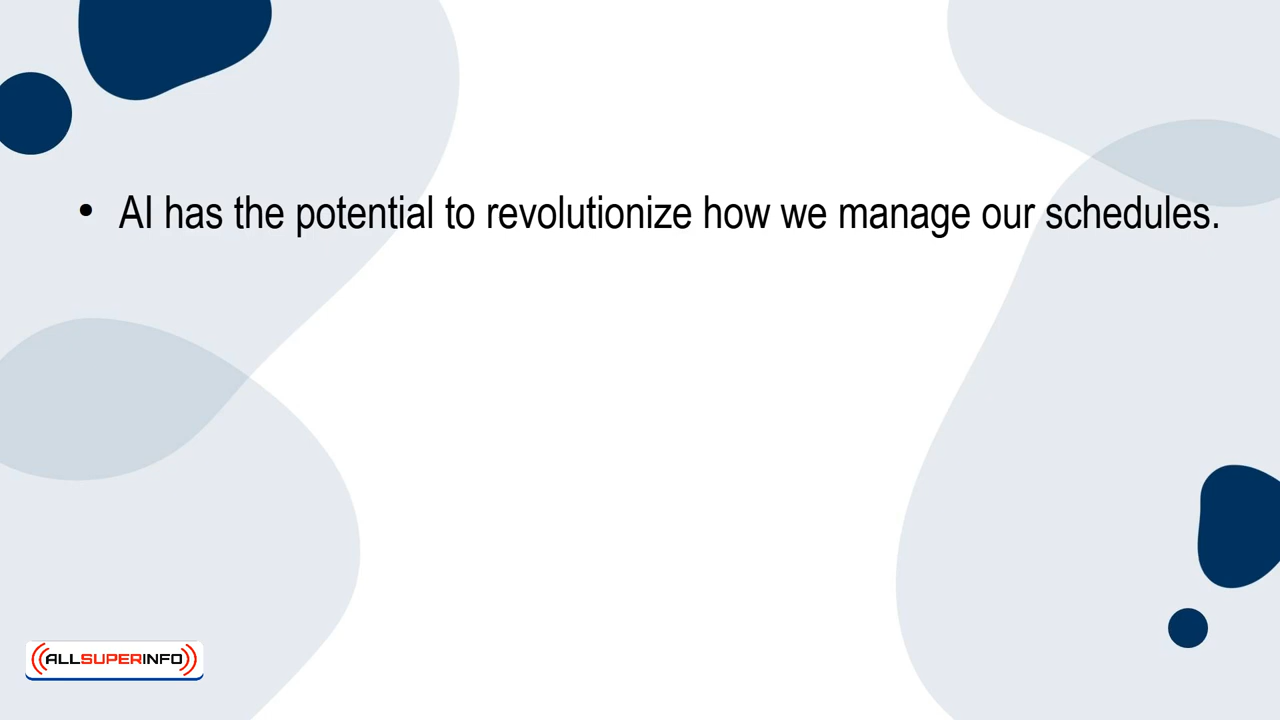 • AI has the potential to revolutionize how we manage our schedules.
ALLSUPERINFO